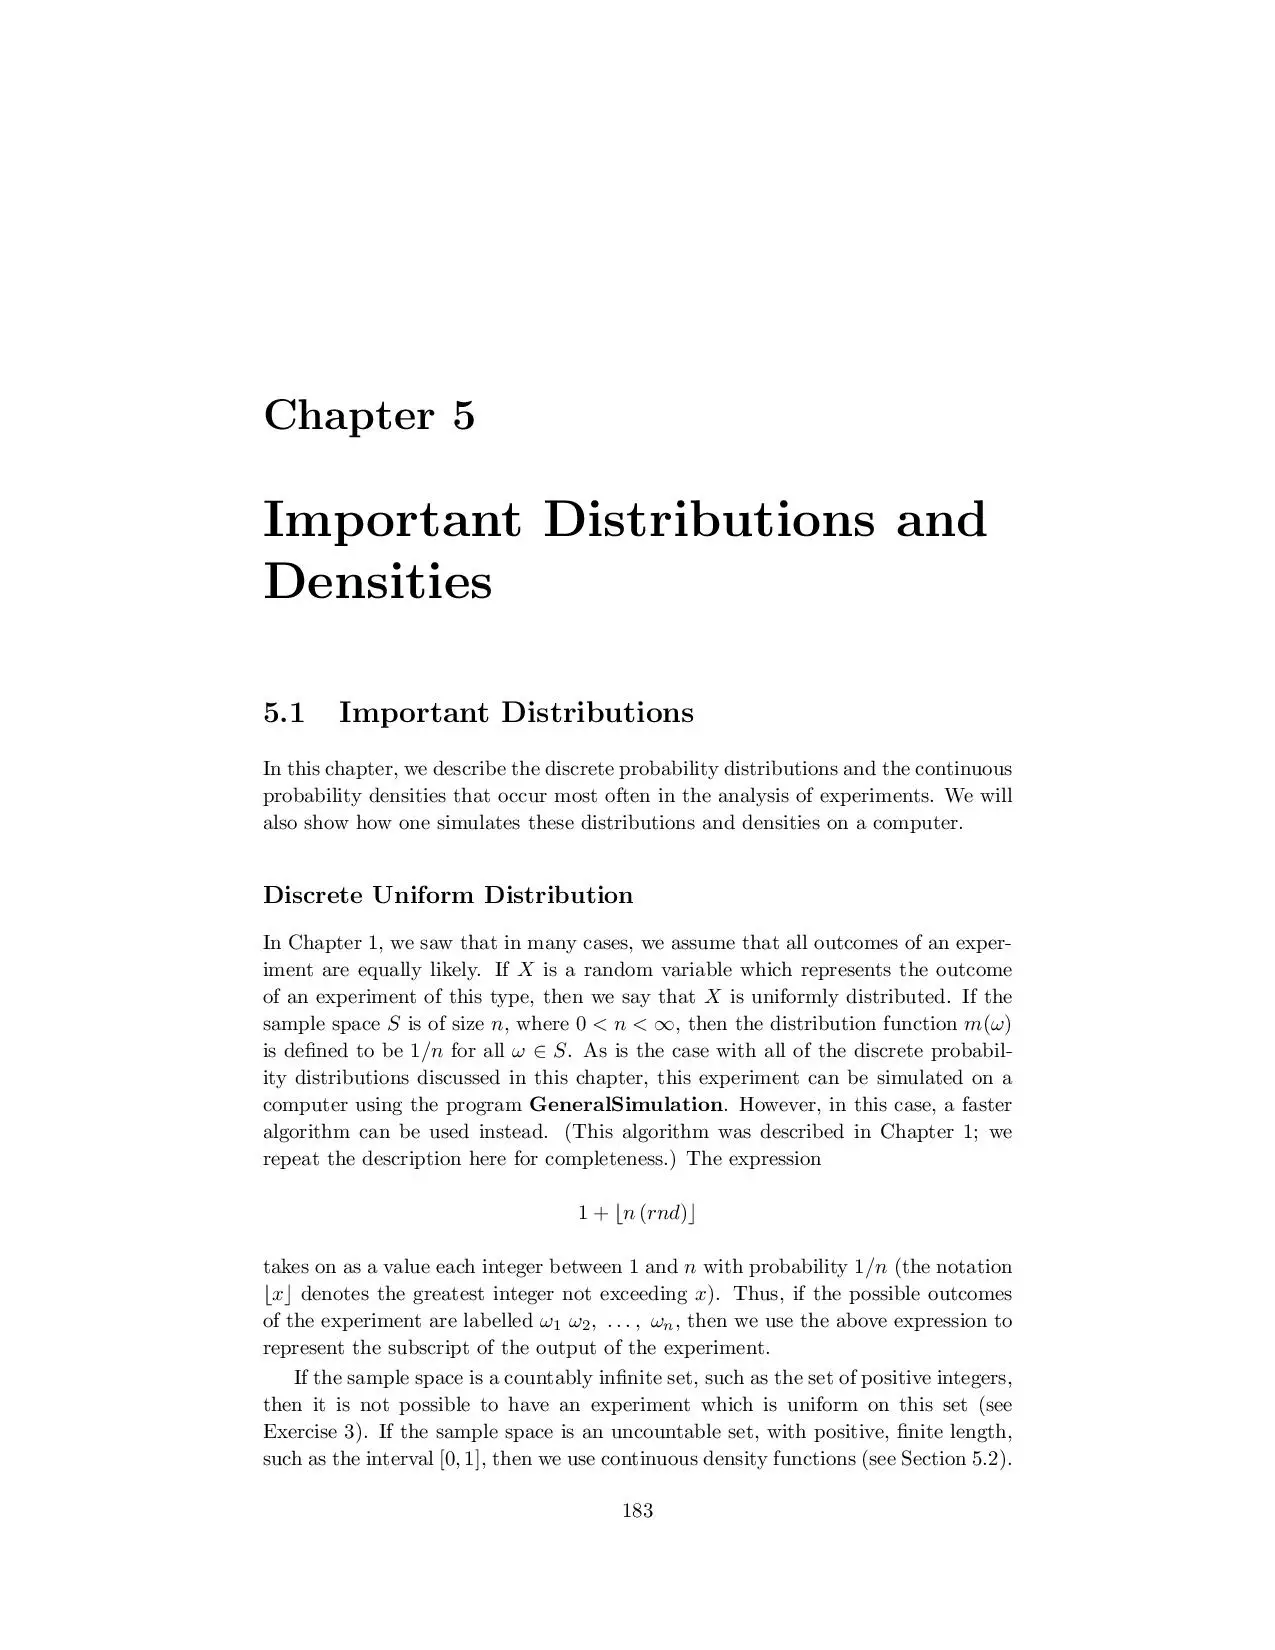 Chapter 5
Important Distributions and
Densities
5.1 Important Distributions
In this chapter, we describe the discrete probability distributions and the continuous
probability densities that occur most often in the analysis of experiments. We will
also show how one simulates these distributions and densities on a computer.
Discrete Uniform Distribution
In Chapter 1, we saw that in many cases, we assume that all outcomes of an exper-
iment are equally likely. If X is a random variable which represents the outcome
of an experiment of this type, then we say that X is uniformly distributed. If the
sample space S is of size n, where 0 < n < ∞, then the distribution function m(ω)
is defined to be 1/n for all ω ∈ S. As is the case with all of the discrete probabil-
ity distributions discussed in this chapter, this experiment can be simulated on a
computer using the program GeneralSimulation. However, in this case, a faster
algorithm can be used instead. (This algorithm was described in Chapter 1; we
repeat the description here for completeness.) The expression
1 + ⌊n (rnd)⌋
takes on as a value each integer between 1 and n with probability 1/n (the notation
⌊x⌋ denotes the greatest integer not exceeding x). Thus, if the possible outcomes
of the experiment are labelled ω₁ ω₂, . . . , ωₙ, then we use the above expression to
represent the subscript of the output of the experiment.
If the sample space is a countably infinite set, such as the set of positive integers,
then it is not possible to have an experiment which is uniform on this set (see
Exercise 3). If the sample space is an uncountable set, with positive, finite length,
such as the interval [0, 1], then we use continuous density functions (see Section 5.2).
183